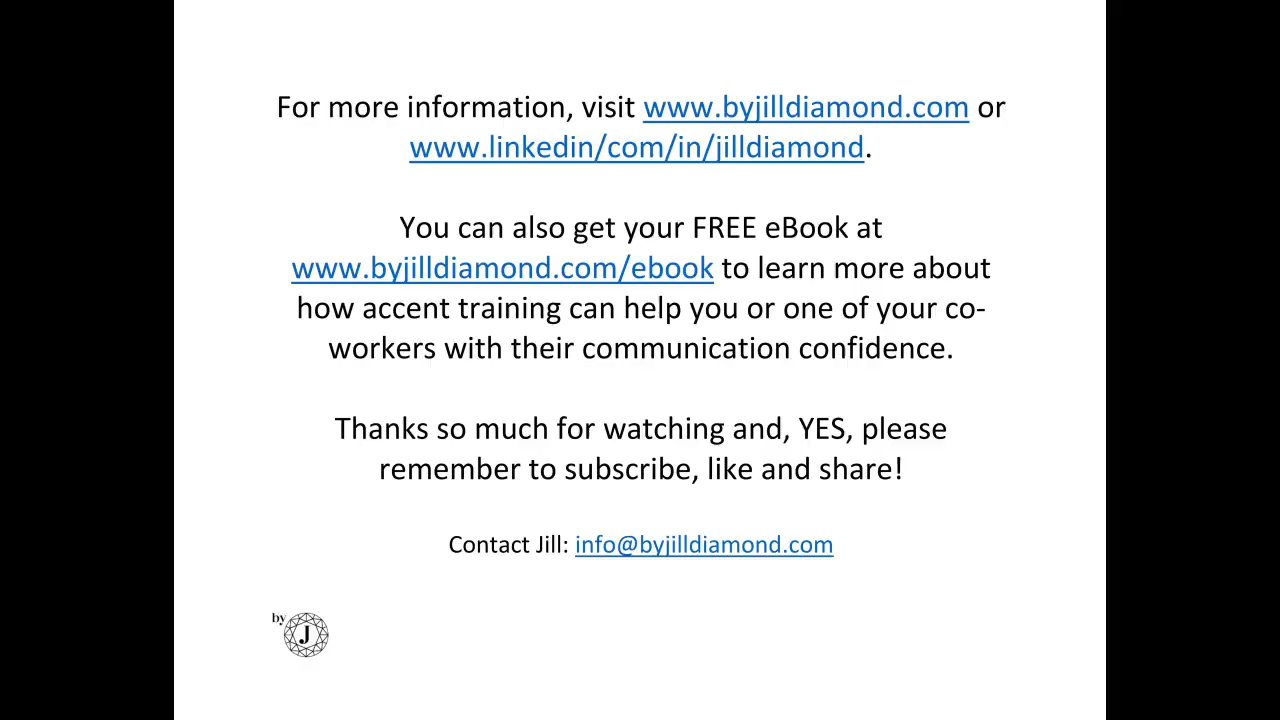 For more information, visit www.byjilldiamond.com or
www.linkedin/com/in/jilldiamond.
You can also get your FREE eBook at
www.byjilldiamond.com/ebook to learn more about
how accent training can help you or one of your co-
workers with their communication confidence.
Thanks so much for watching and, YES, please
remember to subscribe, like and share!
Contact Jill: info@byjilldiamond.com
by
J